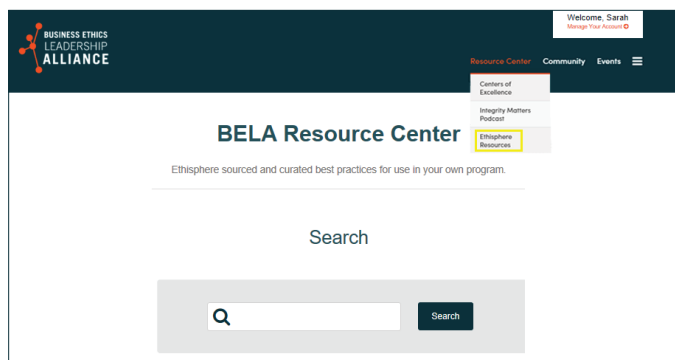 BUSINESS ETHICS
LEADERSHIP
ALLIANCE
Welcome, Sarah
Manage Your Account
Resource Center Community Events
Centers of
Excellence
Integrity Matters
Podcast
Ethisphere
Resources
BELA Resource Center
Ethisphere sourced and curated best practices for use in your own program.
Search
Search